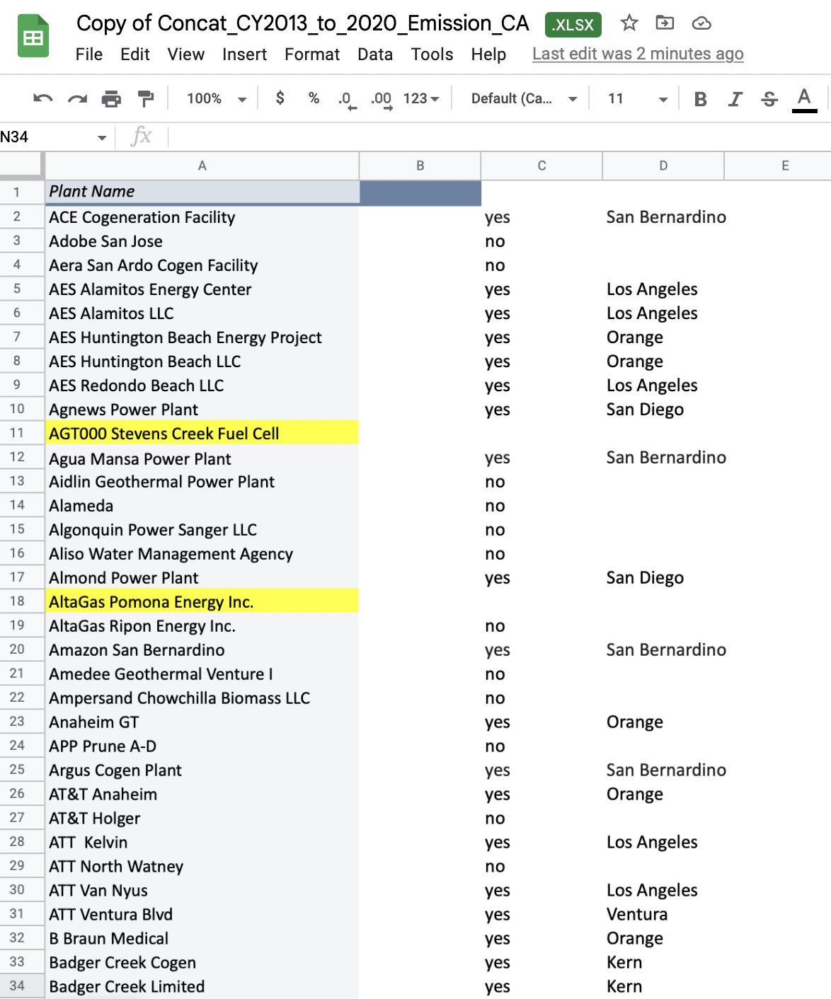 Copy of Concat_CY2013_to_2020_Emission_CA .XLSX
File Edit View Insert Format Data Tools Help Last edit was 2 minutes ago
100% $ % .0 .00 123 Default (Ca... 11 B I S A
N34 fx
A B C D E
1 Plant Name
2 ACE Cogeneration Facility yes San Bernardino
3 Adobe San Jose no
4 Aera San Ardo Cogen Facility no
5 AES Alamitos Energy Center yes Los Angeles
6 AES Alamitos LLC yes Los Angeles
7 AES Huntington Beach Energy Project yes Orange
8 AES Huntington Beach LLC yes Orange
9 AES Redondo Beach LLC yes Los Angeles
10 Agnews Power Plant yes San Diego
11 AGT000 Stevens Creek Fuel Cell
12 Agua Mansa Power Plant yes San Bernardino
13 Aidlin Geothermal Power Plant no
14 Alameda no
15 Algonquin Power Sanger LLC no
16 Aliso Water Management Agency no
17 Almond Power Plant yes San Diego
18 AltaGas Pomona Energy Inc.
19 AltaGas Ripon Energy Inc. no
20 Amazon San Bernardino yes San Bernardino
21 Amedee Geothermal Venture I no
22 Ampersand Chowchilla Biomass LLC no
23 Anaheim GT yes Orange
24 APP Prune A-D no
25 Argus Cogen Plant yes San Bernardino
26 AT&T Anaheim yes Orange
27 AT&T Holger no
28 ATT  Kelvin yes Los Angeles
29 ATT North Watney no
30 ATT Van Nyus yes Los Angeles
31 ATT Ventura Blvd yes Ventura
32 B Braun Medical yes Orange
33 Badger Creek Cogen yes Kern
34 Badger Creek Limited yes Kern